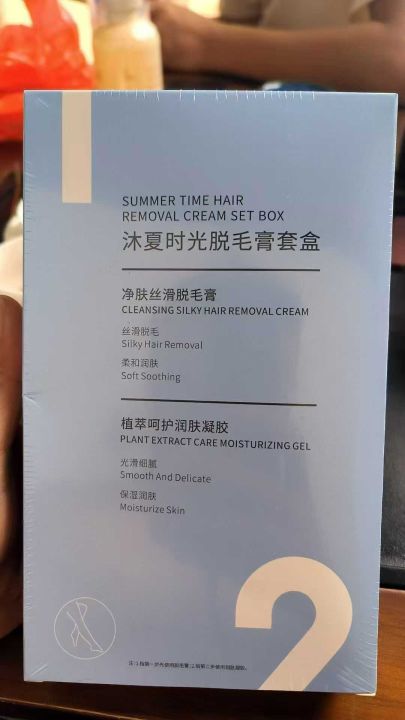 1
SUMMER TIME HAIR
REMOVAL CREAM SET BOX
沐夏时光脱毛膏套盒
净肤丝滑脱毛膏
CLEANSING SILKY HAIR REMOVAL CREAM
丝滑脱毛
Silky Hair Removal
柔和润肤
Soft Soothing
植萃呵护润肤凝胶
PLANT EXTRACT CARE MOISTURIZING GEL
光滑细腻
Smooth And Delicate
保湿润肤
Moisturize Skin
2